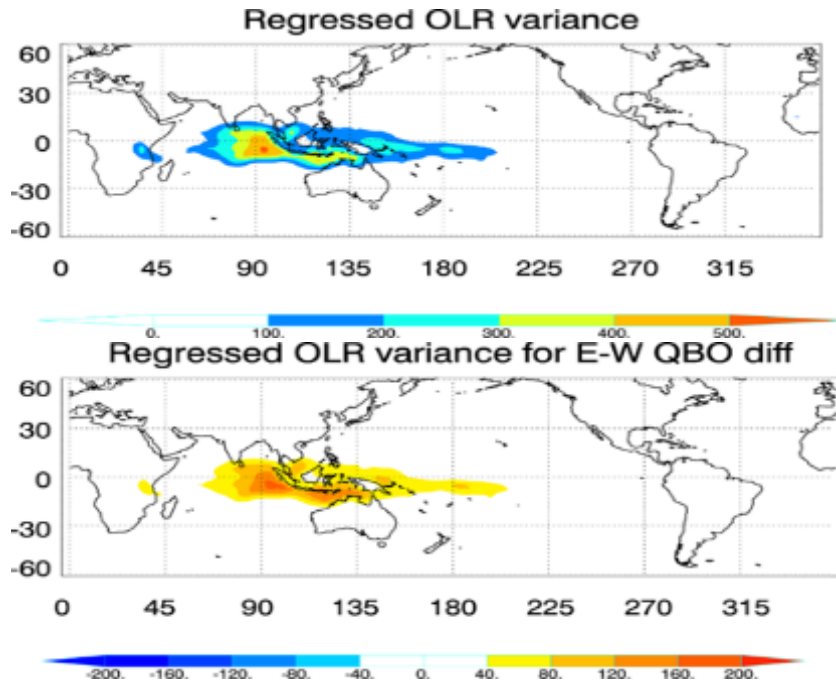 Regressed OLR variance
60
30
0
-30
-60
0 45 90 135 180 225 270 315
0. 100. 200. 300. 400. 500.
Regressed OLR variance for E-W QBO diff
60
30
0
-30
-60
0 45 90 135 180 225 270 315
-200. -160. -120. -80. -40. 0. 40. 80. 120. 160. 200.